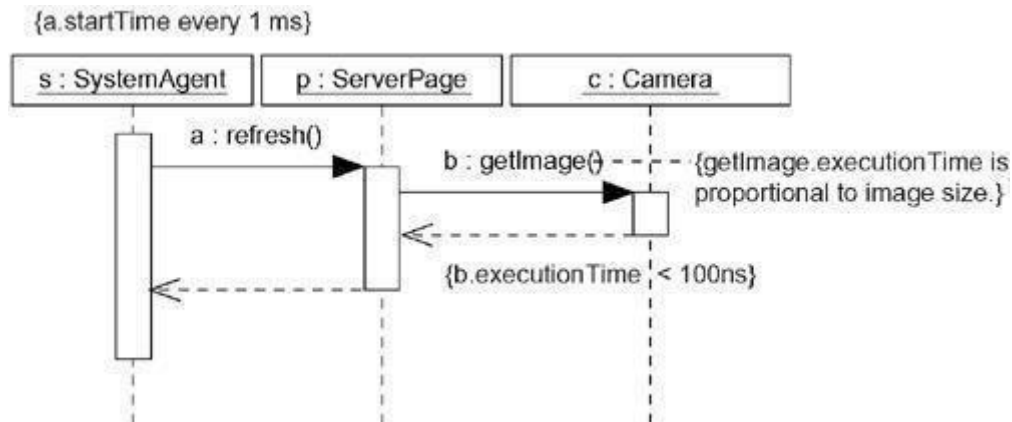 {a.startTime every 1 ms}
s : SystemAgent
p : ServerPage
c : Camera
a : refresh()
b : getImage()
{getImage.executionTime is
proportional to image size.}
{b.executionTime < 100ns}